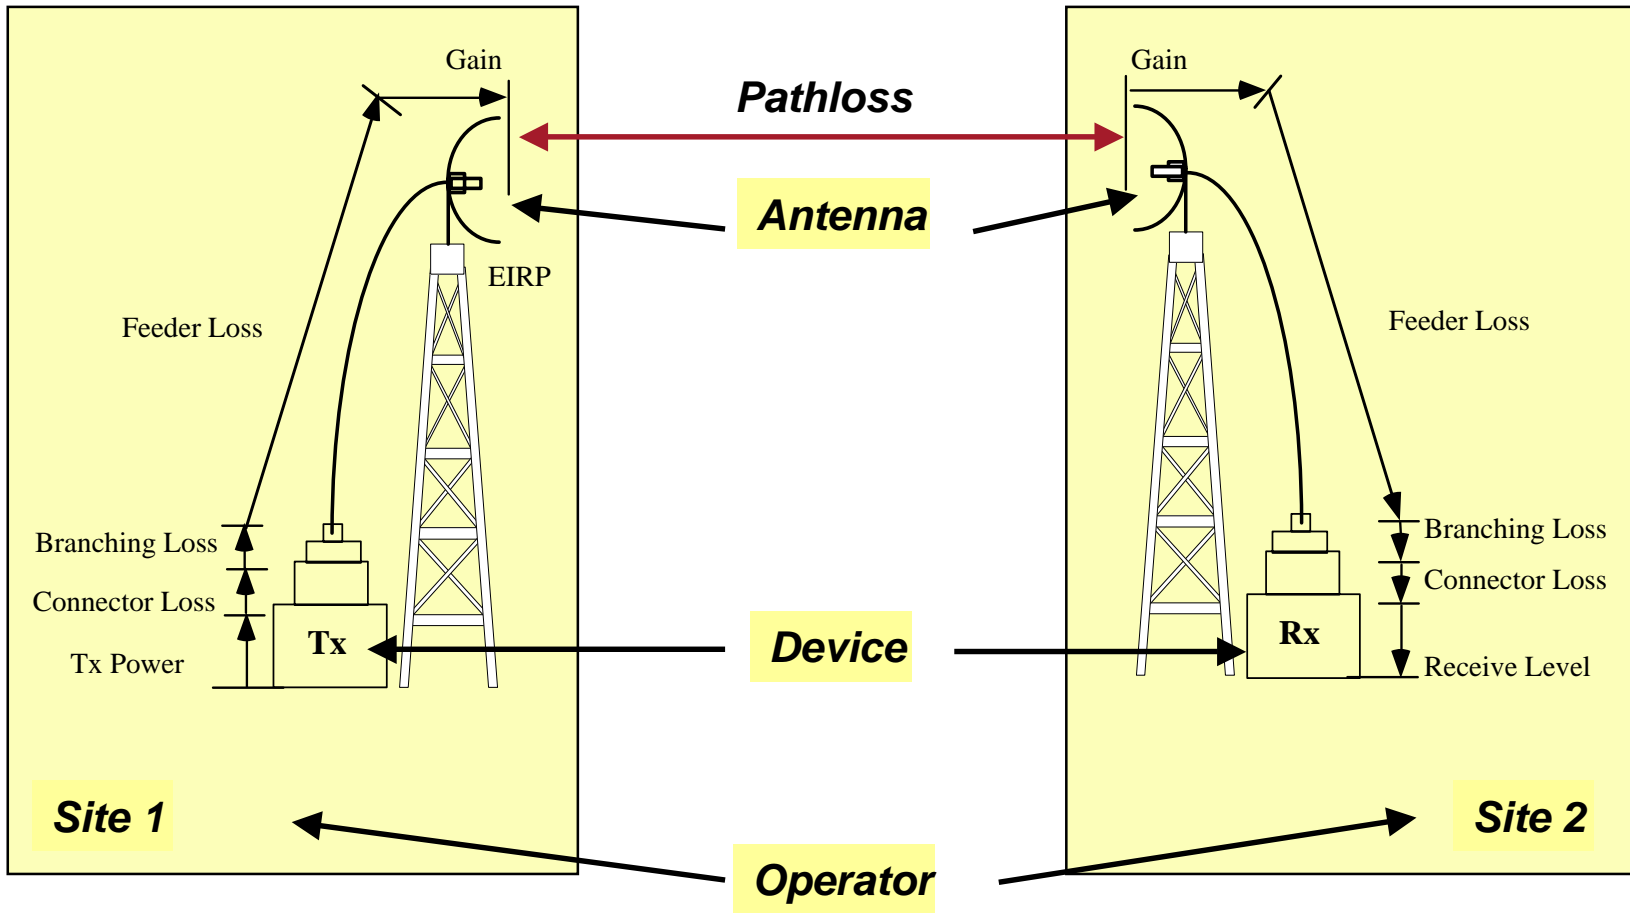 Gain
Pathloss
Gain
Antenna
EIRP
Feeder Loss
Feeder Loss
Branching Loss
Connector Loss
Tx Power
Tx
Device
Rx
Branching Loss
Connector Loss
Receive Level
Site 1
Operator
Site 2